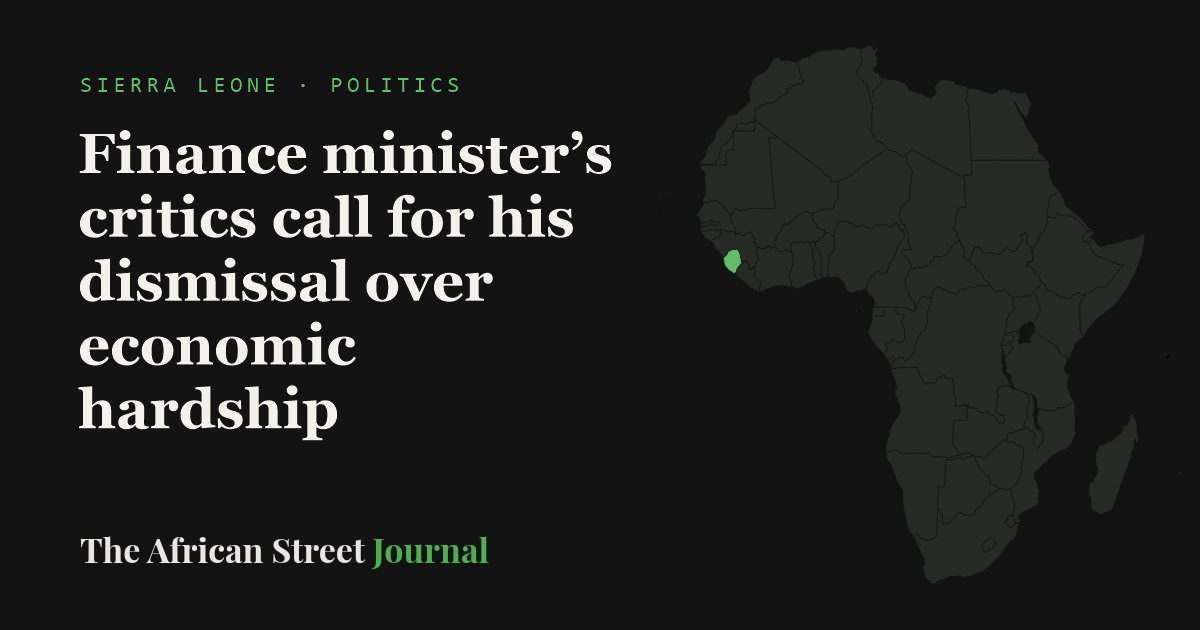 SIERRA LEONE · POLITICS
Finance minister’s
critics call for his
dismissal over
economic
hardship
The African Street Journal